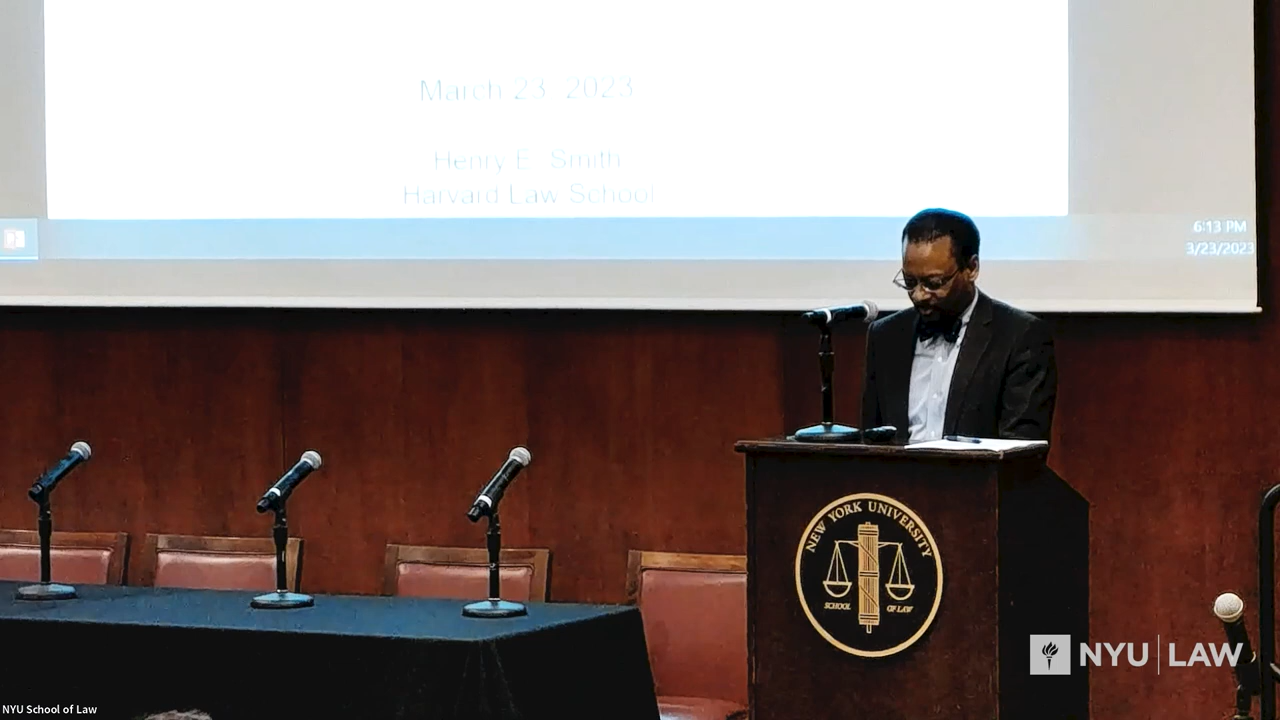 March 23, 2023
Henry E. Smith
Harvard Law School
6:13 PM
3/23/2023
NEW YORK UNIVERSITY
SCHOOL OF LAW
NYU LAW
NYU School of Law